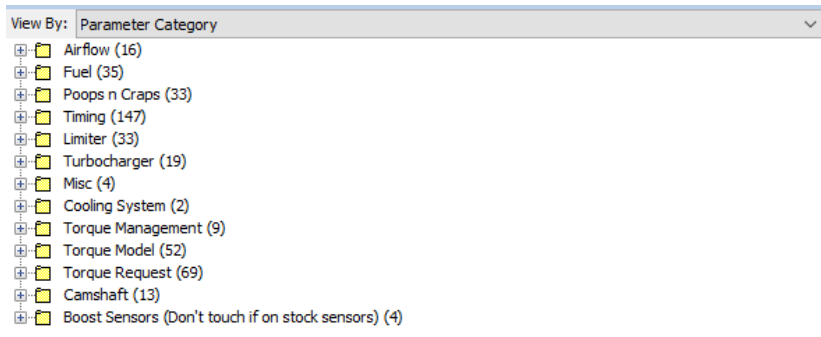 View By: Parameter Category
Airflow (16)
Fuel (35)
Poops n Craps (33)
Timing (147)
Limiter (33)
Turbocharger (19)
Misc (4)
Cooling System (2)
Torque Management (9)
Torque Model (52)
Torque Request (69)
Camshaft (13)
Boost Sensors (Don't touch if on stock sensors) (4)